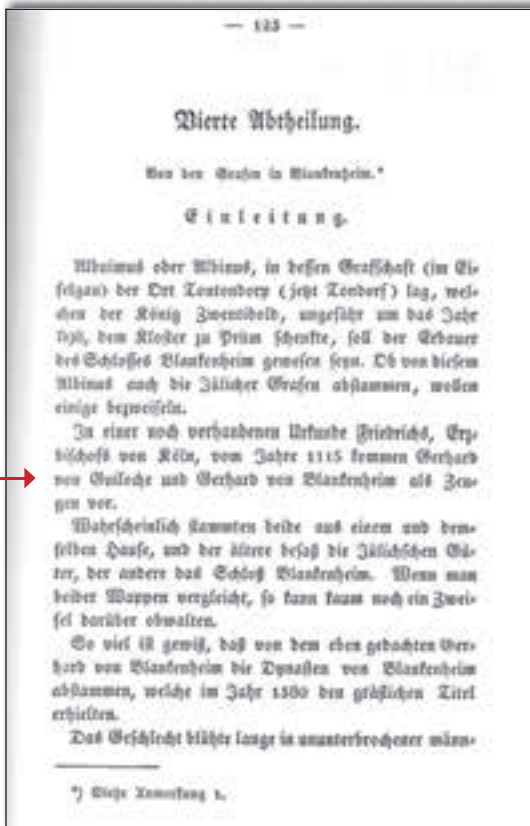 — 123 —
Vierte Abtheilung.
Von den Grafen in Blankenheim.*
Einleitung.
Albuinus oder Albinus, in dessen Grafschaft (im Ei-
felgau) der Ort Tontendorp (jetzt Tondorf) lag, wel-
chen der König Zwentibold, ungefähr um das Jahr
dem Kloster zu Prüm schenkte, soll der Erbauer
des Schlosses Blankenheim gewesen seyn. Ob von diesem
Albinus auch die Jülicher Grafen abstammen, wollen
einige bezweifeln.
In einer noch verhandenen Urkunde Friedrichs, Erz-
bischofs von Köln, vom Jahre 1115 kommen Gerhard
von Guileche und Gerhard von Blankenheim als Zeu-
gen vor.
Wahrscheinlich stammten beide aus einem und dem-
selben Hause, und der ältere besaß die Jülichschen Gü-
ter, der andere das Schloß Blankenheim. Wenn man
beider Wappen vergleicht, so kann kaum noch ein Zwei-
fel darüber obwalten.
So viel ist gewiß, daß von dem eben gedachten Ger-
hard von Blankenheim die Dynasten von Blankenheim
abstammen, welche im Jahr 1380 den gräflichen Titel
erhielten.
Das Geschlecht blühte lange in ununterbrochener männ-
*) Siehe Anmerkung 1.